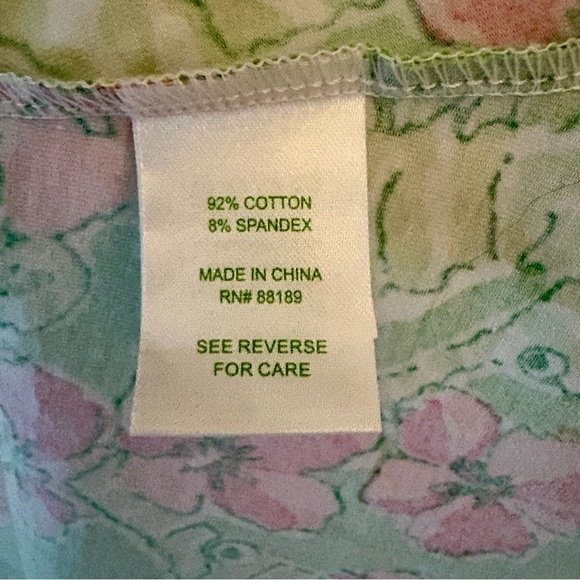 92% COTTON
8% SPANDEX
MADE IN CHINA
RN# 88189
SEE REVERSE
FOR CARE